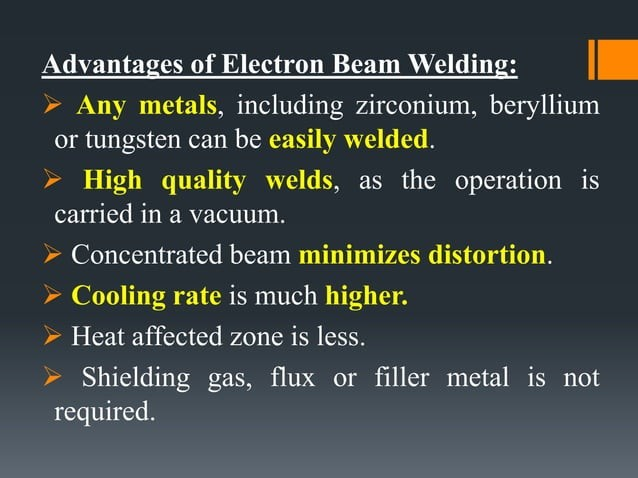 Advantages of Electron Beam Welding:
➢ Any metals, including zirconium, beryllium
or tungsten can be easily welded.
➢ High quality welds, as the operation is
carried in a vacuum.
➢ Concentrated beam minimizes distortion.
➢ Cooling rate is much higher.
➢ Heat affected zone is less.
➢ Shielding gas, flux or filler metal is not
required.